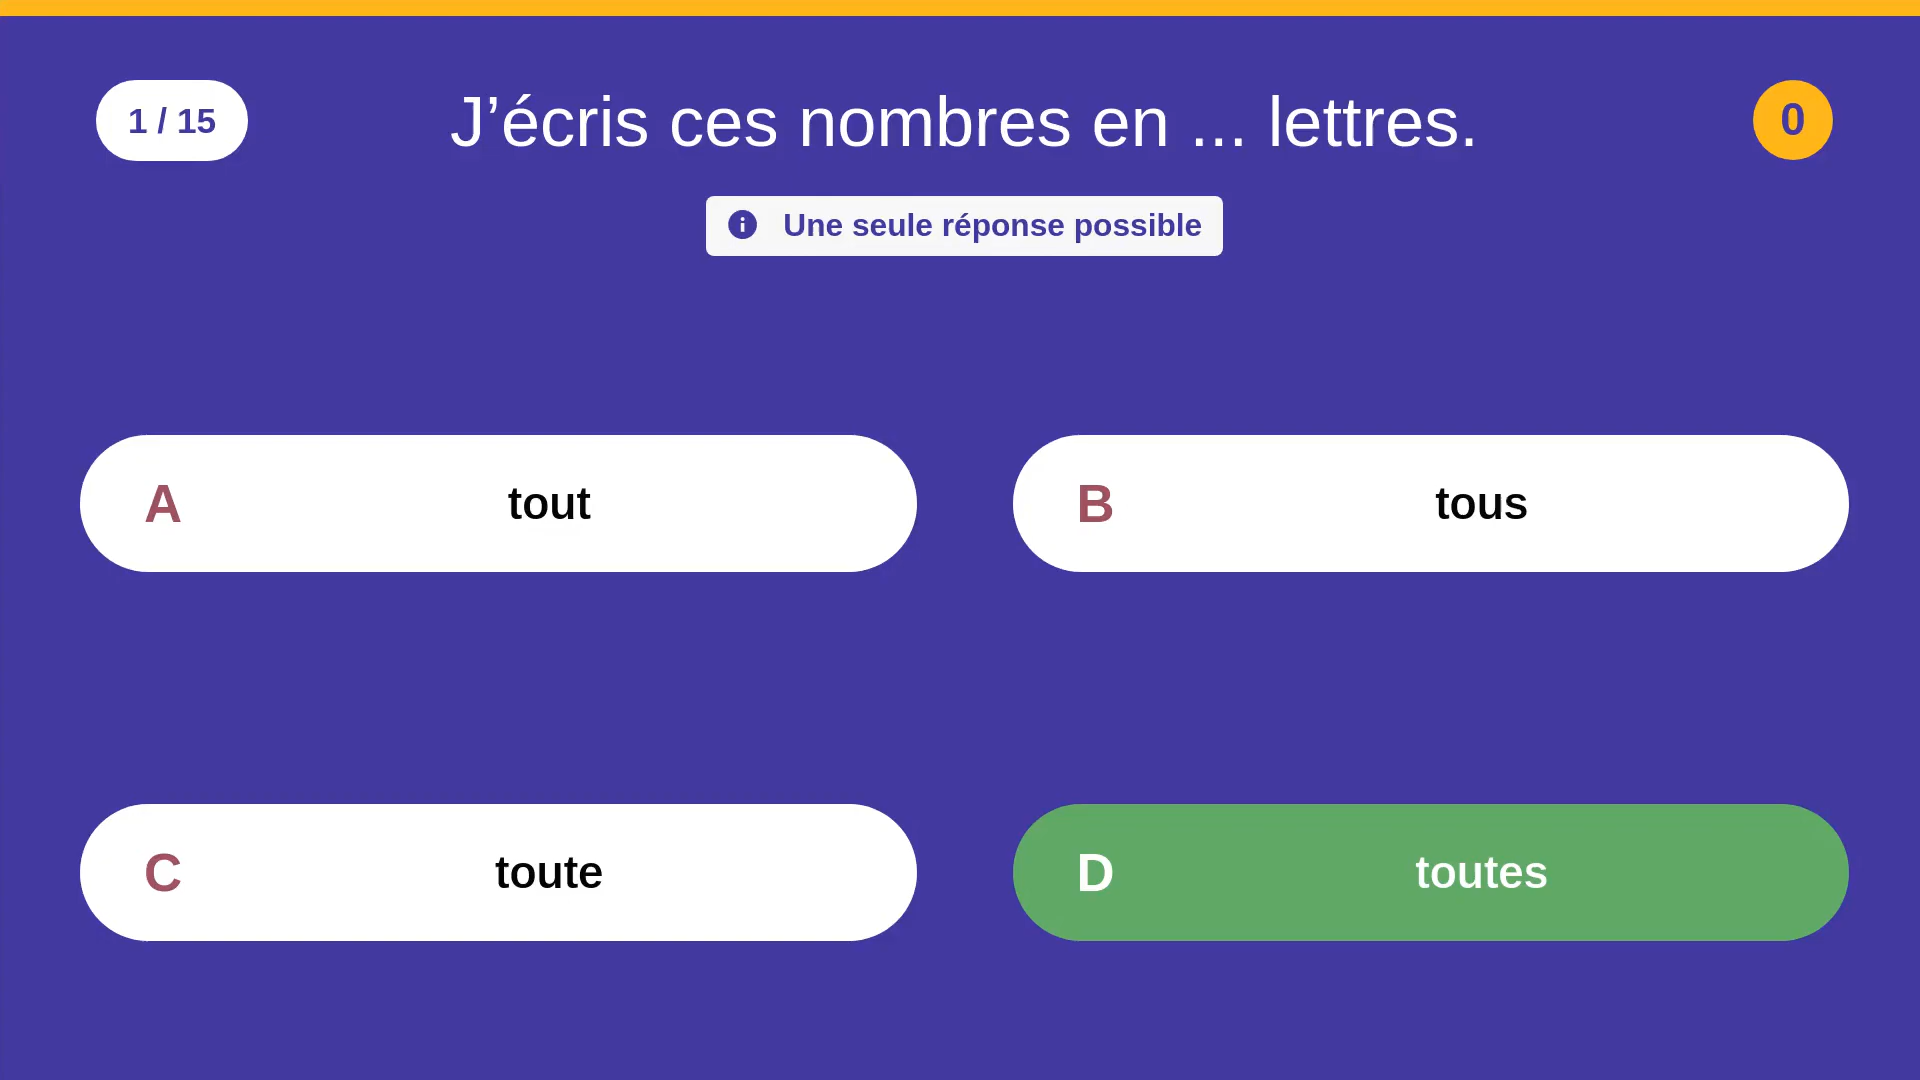 1 / 15
J’écris ces nombres en ... lettres.
0
Une seule réponse possible
A tout
B tous
C toute
D toutes